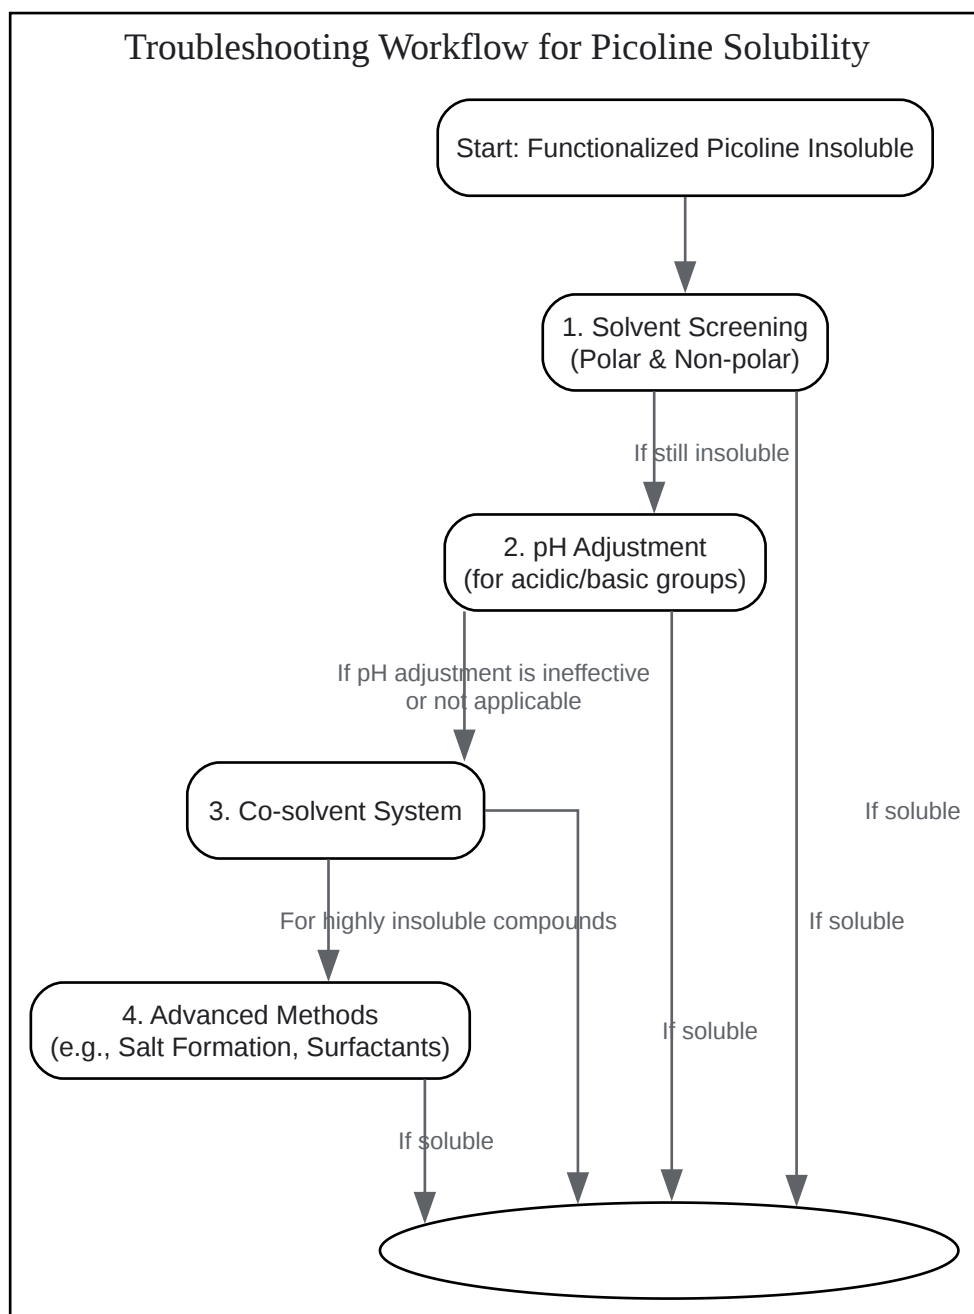 Troubleshooting Workflow for Picoline Solubility
Start: Functionalized Picoline Insoluble
1. Solvent Screening
(Polar & Non-polar)
If still insoluble
2. pH Adjustment
(for acidic/basic groups)
If pH adjustment is ineffective
or not applicable
3. Co-solvent System
If soluble
For highly insoluble compounds
If soluble
4. Advanced Methods
(e.g., Salt Formation, Surfactants)
If soluble
If soluble